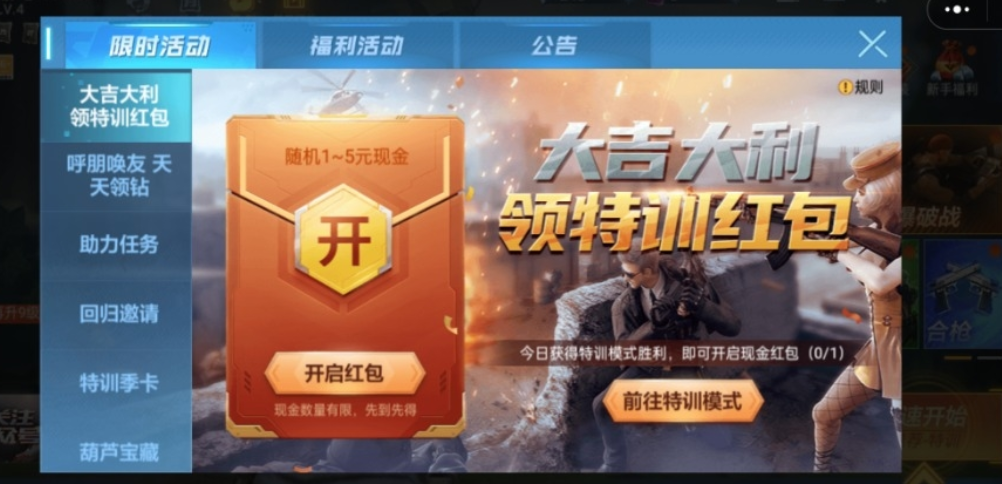 LV.4
限时活动
福利活动
公告
大吉大利
领特训红包
呼朋唤友 天
天领钻
助力任务
回归邀请
特训季卡
葫芦宝藏
随机1~5元现金
开
开启红包
现金数量有限，先到先得
规则
大吉大利
领特训红包
今日获得特训模式胜利，即可开启现金红包（0/1）
前往特训模式
新手福利
爆破战
合枪
速开始